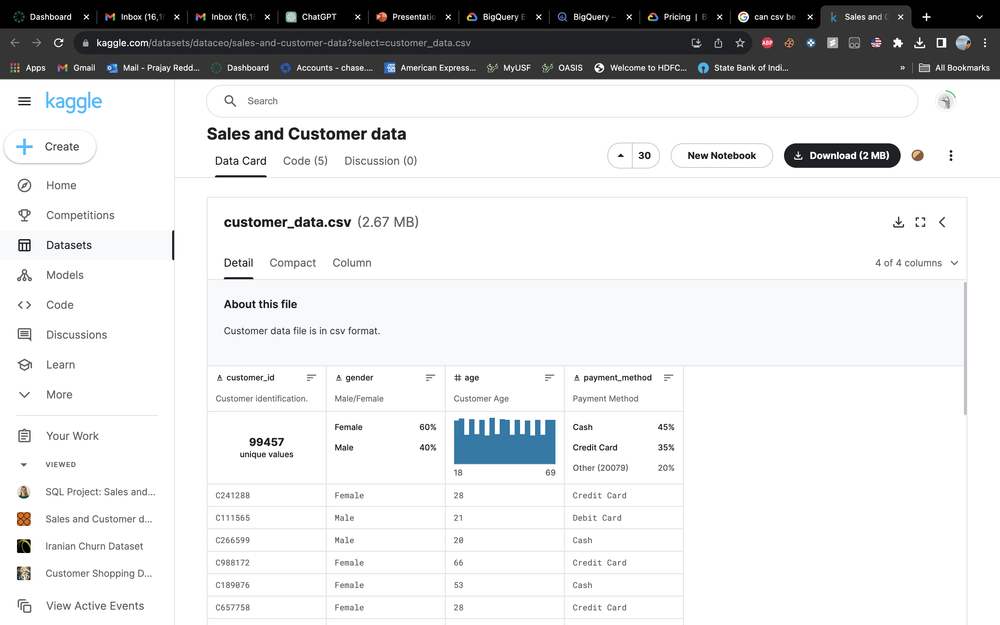 Dashboard
Inbox (16,15
Inbox (16,15
ChatGPT
Presentatio
BigQuery E
BigQuery –
Pricing | B
can csv be
Sales and C
kaggle.com/datasets/dataceo/sales-and-customer-data?select=customer_data.csv
ABP
Apps
Gmail
Mail - Prajay Redd...
Dashboard
Accounts - chase....
American Express...
MyUSF
OASIS
Welcome to HDFC...
State Bank of Indi...
»
All Bookmarks
kaggle
Search
Create
Home
Competitions
Datasets
Models
Code
Discussions
Learn
More
Your Work
VIEWED
SQL Project: Sales and...
Sales and Customer d...
Iranian Churn Dataset
Customer Shopping D...
View Active Events
Sales and Customer data
Data Card Code (5) Discussion (0)
30 New Notebook Download (2 MB)
customer_data.csv (2.67 MB)
Detail Compact Column
4 of 4 columns
About this file
Customer data file is in csv format.
customer_id gender # age payment_method
Customer identification. Male/Female Customer Age Payment Method
99457
unique values
Female 60%
Male 40%
18 69
Cash 45%
Credit Card 35%
Other (20079) 20%
C241288 Female 28 Credit Card
C111565 Male 21 Debit Card
C266599 Male 20 Cash
C988172 Female 66 Credit Card
C189076 Female 53 Cash
C657758 Female 28 Credit Card